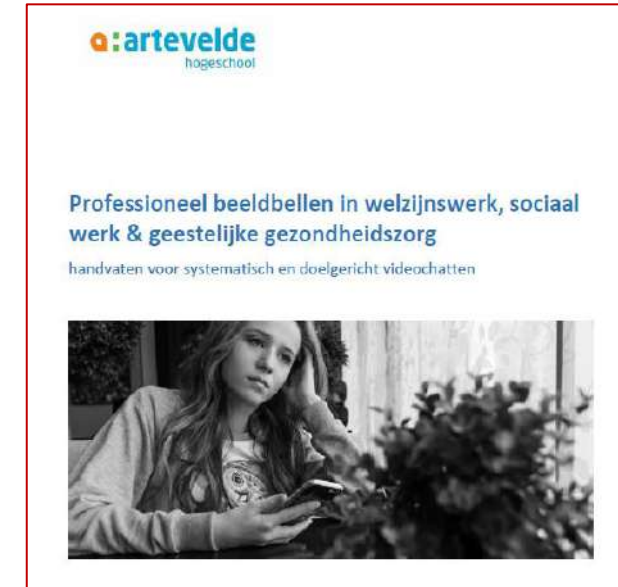 a:artevelde
hogeschool
Professioneel beeldbellen in welzijnswerk, sociaal
werk & geestelijke gezondheidszorg
handvaten voor systematisch en doelgericht videochatten